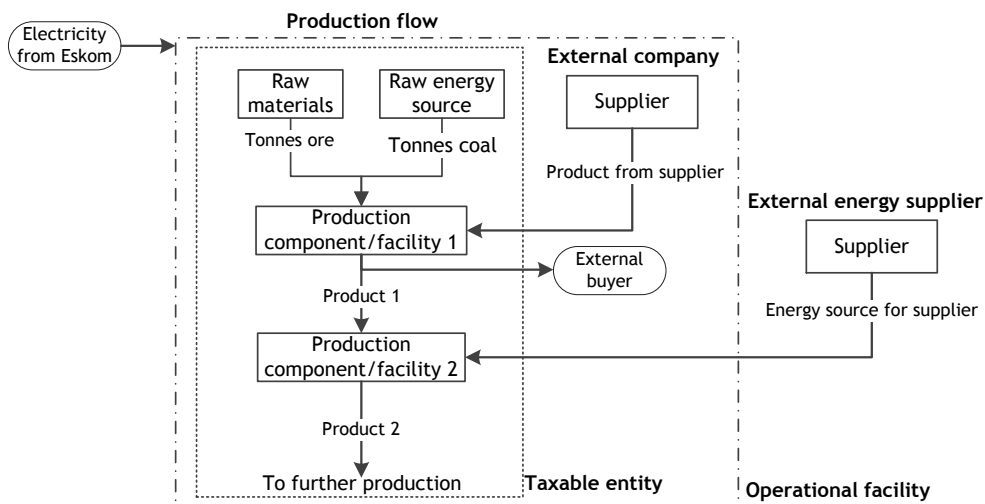 Production flow
Electricity
from Eskom
External company
Raw
materials
Raw energy
source
Supplier
Tonnes ore
Tonnes coal
Product from supplier
External energy supplier
Production
component/facility 1
Supplier
External
buyer
Product 1
Energy source for supplier
Production
component/facility 2
Product 2
To further production
Taxable entity
Operational facility